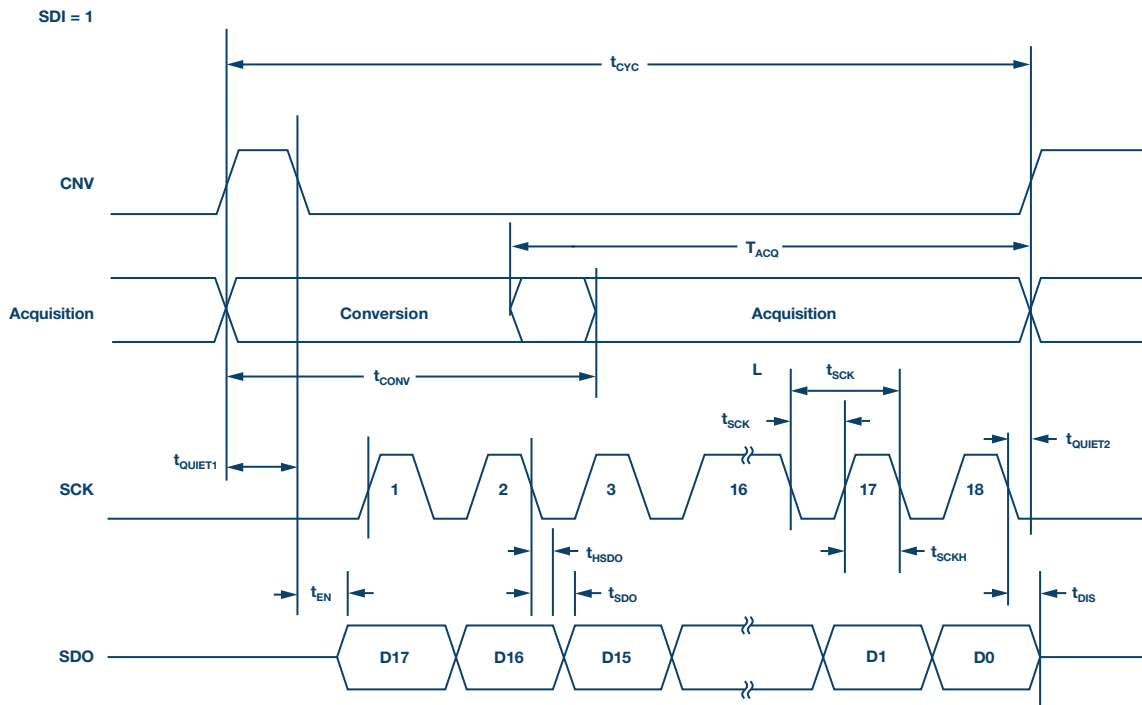 SDI = 1
tCYC
CNV
TACQ
Acquisition
Conversion
Acquisition
tCONV
L
tSCK
tSCK
tQUIET1
tQUIET2
SCK
1
2
3
16
17
18
tHSDO
tSCKH
tEN
tSDO
tDIS
SDO
D17
D16
D15
D1
D0